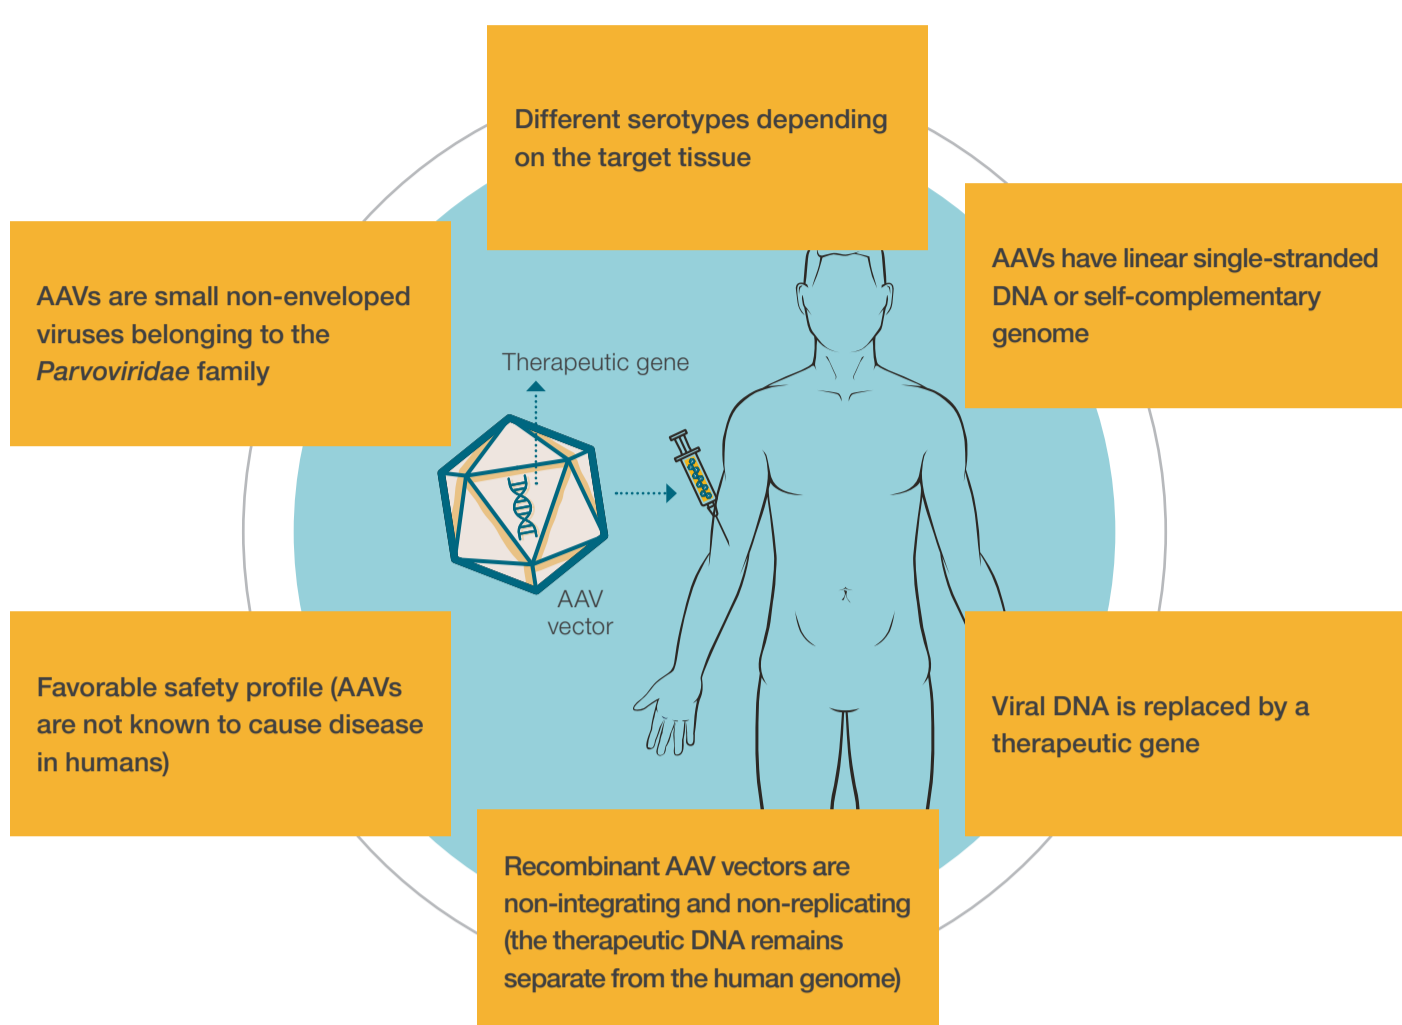 Different serotypes depending
on the target tissue
AAVs are small non-enveloped
viruses belonging to the
Parvoviridae family
AAVs have linear single-stranded
DNA or self-complementary
genome
Therapeutic gene
AAV
vector
Favorable safety profile (AAVs
are not known to cause disease
in humans)
Viral DNA is replaced by a
therapeutic gene
Recombinant AAV vectors are
non-integrating and non-replicating
(the therapeutic DNA remains
separate from the human genome)